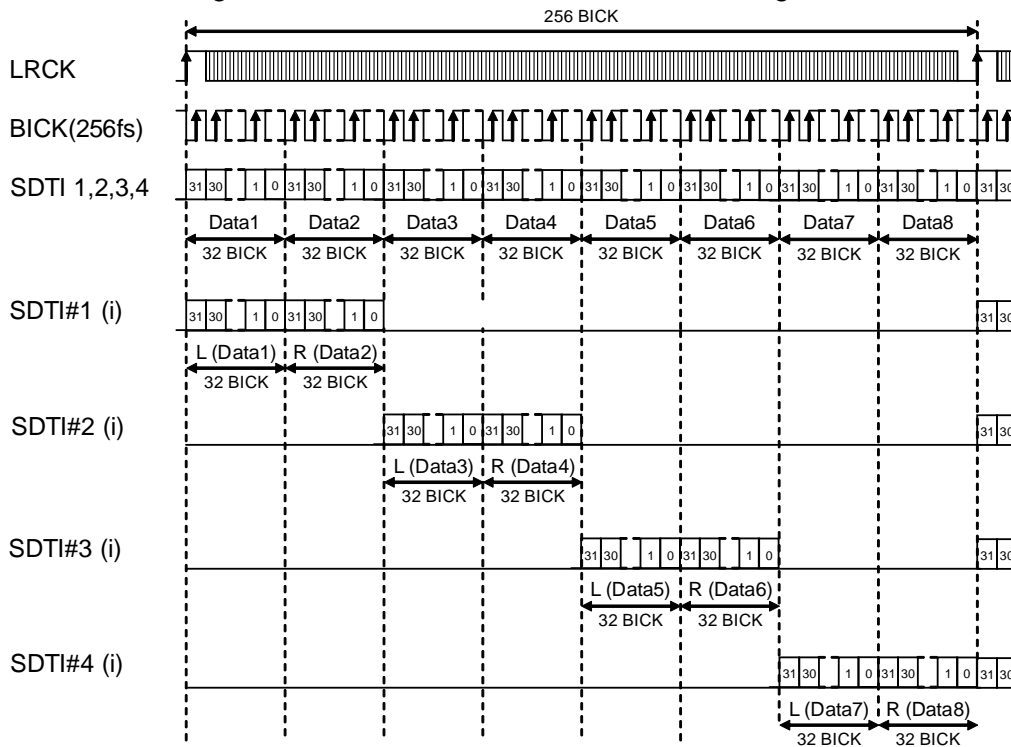 256 BICK
LRCK
BICK(256fs)
SDTI 1,2,3,4
31 30 1 0 31 30 1 0 31 30 1 0 31 30 1 0 31 30 1 0 31 30 1 0 31 30 1 0 31 30 1 0 31 30
Data1 Data2 Data3 Data4 Data5 Data6 Data7 Data8
32 BICK 32 BICK 32 BICK 32 BICK 32 BICK 32 BICK 32 BICK 32 BICK
SDTI#1 (i)
31 30 1 0 31 30 1 0 31 30
L (Data1) R (Data2)
32 BICK 32 BICK
SDTI#2 (i)
31 30 1 0 31 30 1 0 31 30
L (Data3) R (Data4)
32 BICK 32 BICK
SDTI#3 (i)
31 30 1 0 31 30 1 0 31 30
L (Data5) R (Data6)
32 BICK 32 BICK
SDTI#4 (i)
31 30 1 0 31 30 1 0 31 30
L (Data7) R (Data8)
32 BICK 32 BICK